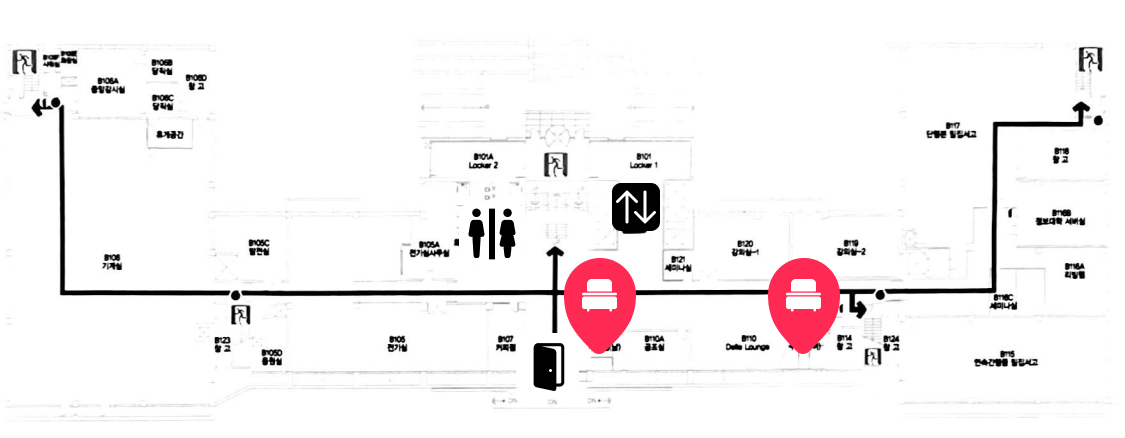 B106B
당직실
B106A
중앙감시실
B106D
창 고
B106C
당직실
휴게공간
B101A
Locker 2
B101
Locker 1
B117
단행본 밀집서고
B118
창 고
B116B
정보대학 서버실
B116A
리빙랩
B116C
세미나실
B108
기계실
B105C
발전실
B105A
전기실사무실
B121
세미나실
B120
강의실-1
B119
강의실-2
B123
창 고
B105D
B105
전기실
B107
커피랩
B110A
공조실
B110
Delta Lounge
B114
창 고
B124
창 고
B115
연속간행물 밀집서고
DN
DN
DN